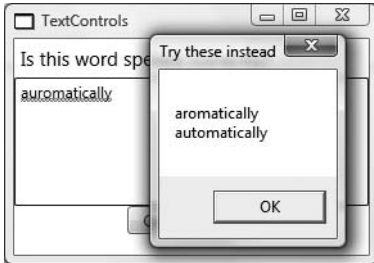 TextControls
Is this word spe
Try these instead
auromatically
aromatically
automatically
OK